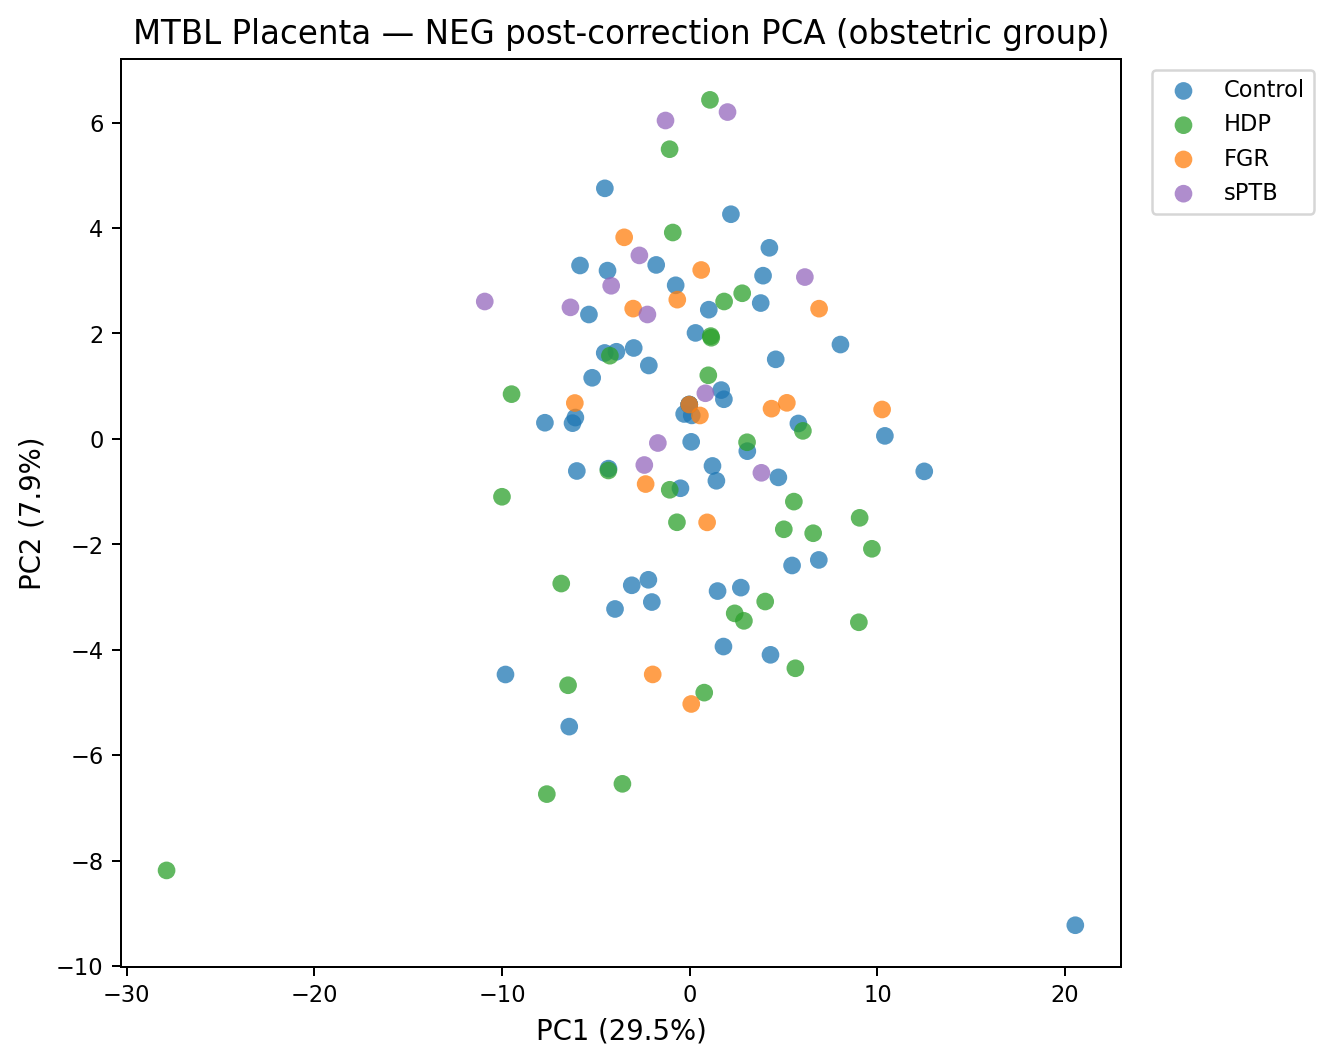 MTBL Placenta — NEG post-correction PCA (obstetric group)
Control
HDP
FGR
sPTB
6
4
2
0
−2
−4
−6
−8
−10
PC2 (7.9%)
−30
−20
−10
0
10
20
PC1 (29.5%)